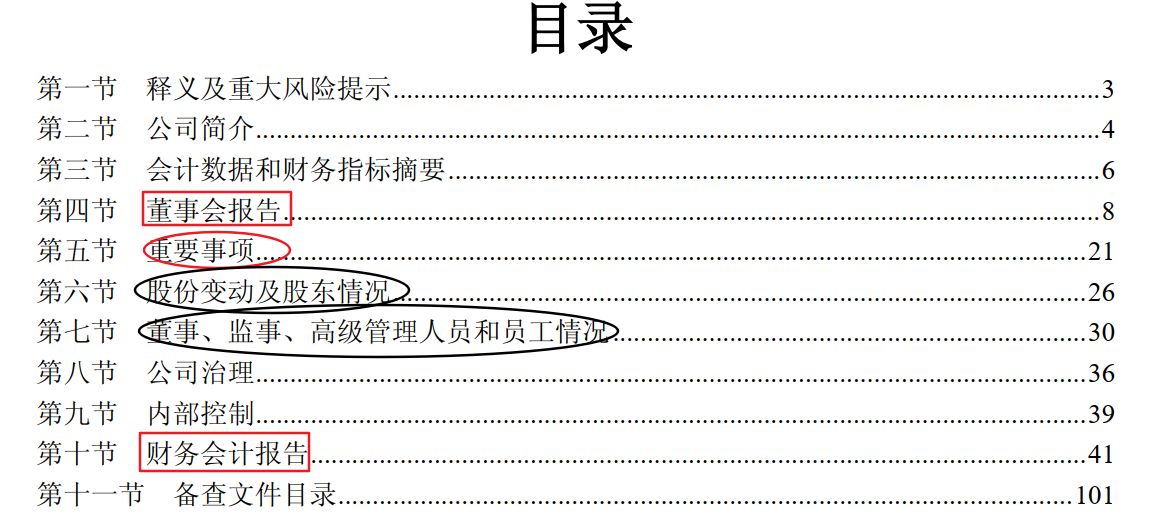 目录
第一节 释义及重大风险提示 3
第二节 公司简介 4
第三节 会计数据和财务指标摘要 6
第四节 董事会报告 8
第五节 重要事项 21
第六节 股份变动及股东情况 26
第七节 董事、监事、高级管理人员和员工情况 30
第八节 公司治理 36
第九节 内部控制 39
第十节 财务会计报告 41
第十一节 备查文件目录 101